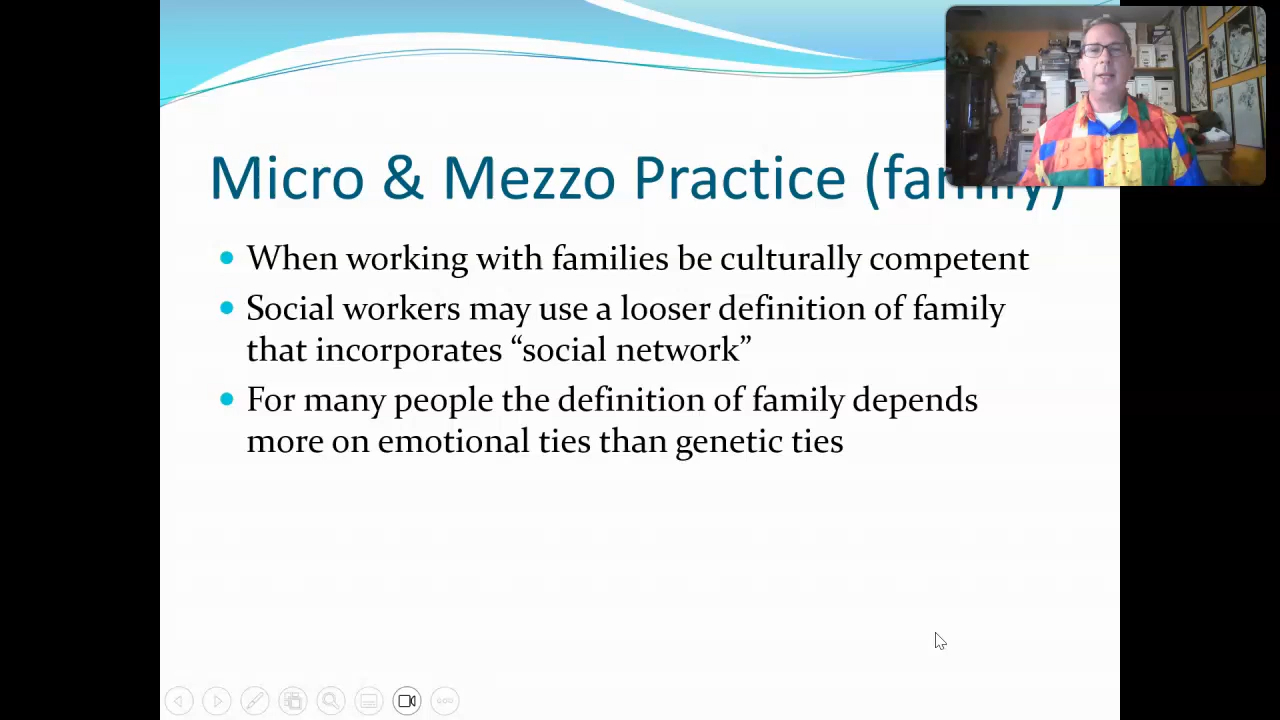 Micro & Mezzo Practice (family)
When working with families be culturally competent
Social workers may use a looser definition of family
that incorporates “social network”
For many people the definition of family depends
more on emotional ties than genetic ties